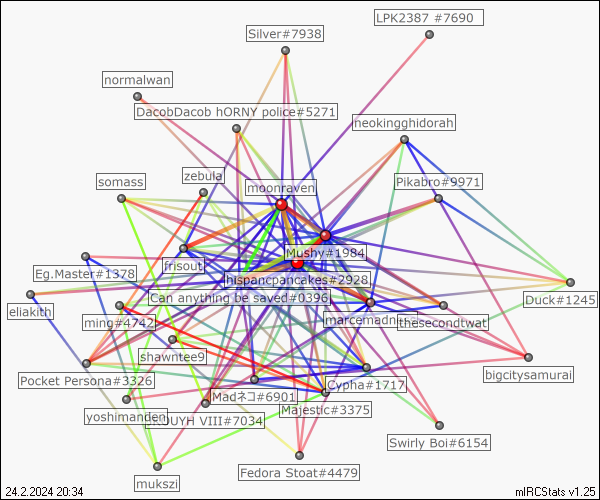 LPK2387 #7690
Silver#7938
normalwan
DacobDacob hORNY police#5271
neokingghidorah
zebula
somass
moonraven
Pikabro#9971
Mushy#1984
frisout
Eg.Master#1378
hispancpancakes#2928
Can anything be saved#0396
Duck#1245
eliakith
ming#4742
marcemadness
thesecondtwat
shawntee9
bigcitysamurai
Pocket Persona#3326
Cypha#1717
Madネコ#6901
Majestic#3375
yoshimanden
VIII#7034
Swirly Boi#6154
Fedora Stoat#4479
mukszi
24.2.2024 20:34
mIRCStats v1.25